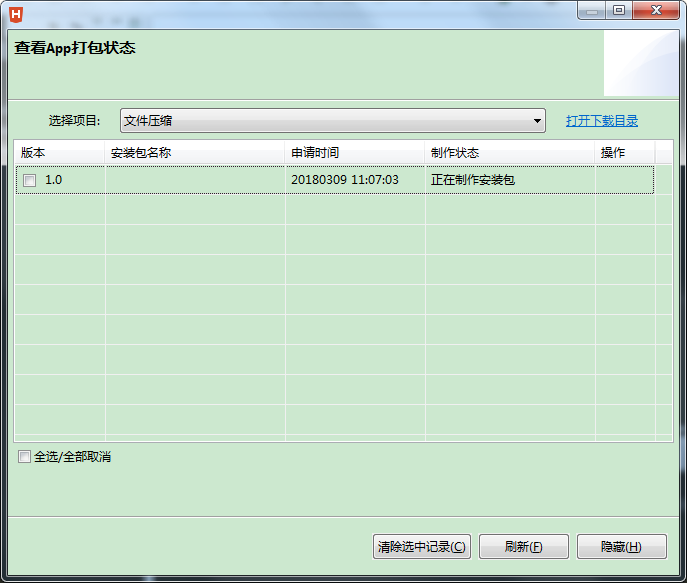 H
查看App打包状态
选择项目: 文件压缩 打开下载目录
版本 安装包名称 申请时间 制作状态 操作
1.0 20180309 11:07:03 正在制作安装包
全选/全部取消
清除选中记录(C) 刷新(F) 隐藏(H)